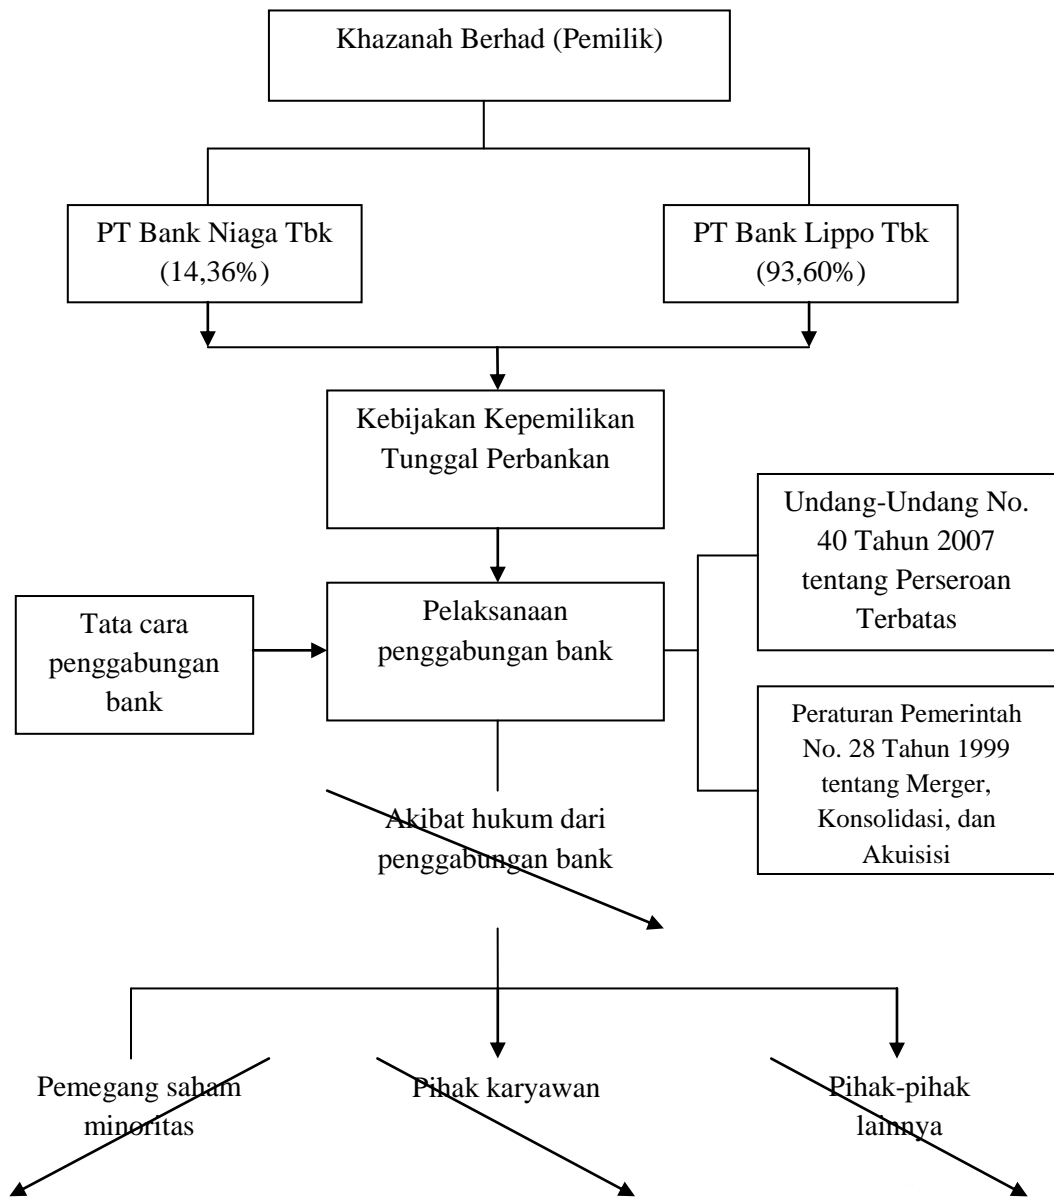 Khazanah Berhad (Pemilik)
PT Bank Niaga Tbk
(14,36%)
PT Bank Lippo Tbk
(93,60%)
Kebijakan Kepemilikan
Tunggal Perbankan
Undang-Undang No.
40 Tahun 2007
tentang Perseroan
Terbatas
Tata cara
penggabungan
bank
Pelaksanaan
penggabungan bank
Peraturan Pemerintah
No. 28 Tahun 1999
tentang Merger,
Konsolidasi, dan
Akuisisi
Akibat hukum dari
penggabungan bank
Pemegang saham
minoritas
Pihak karyawan
Pihak-pihak
lainnya